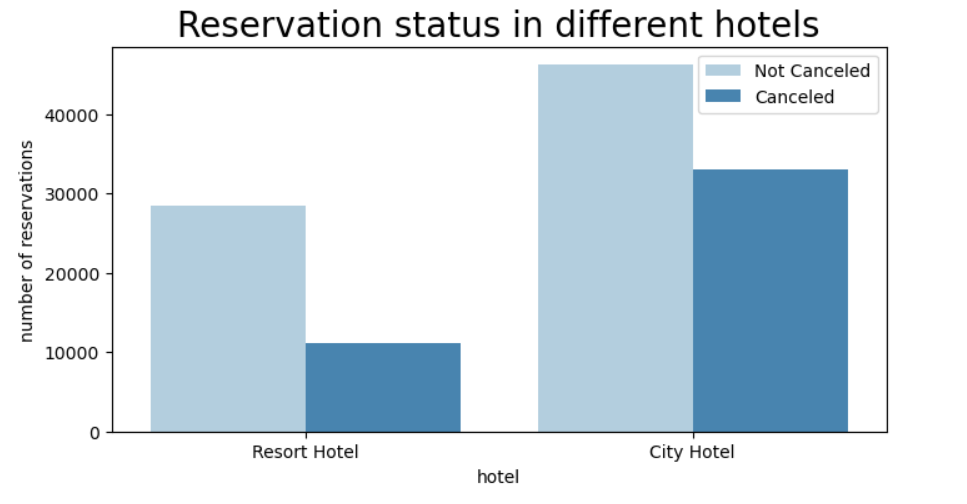 Reservation status in different hotels
Not Canceled
Canceled
number of reservations
40000
30000
20000
10000
0
Resort Hotel
City Hotel
hotel